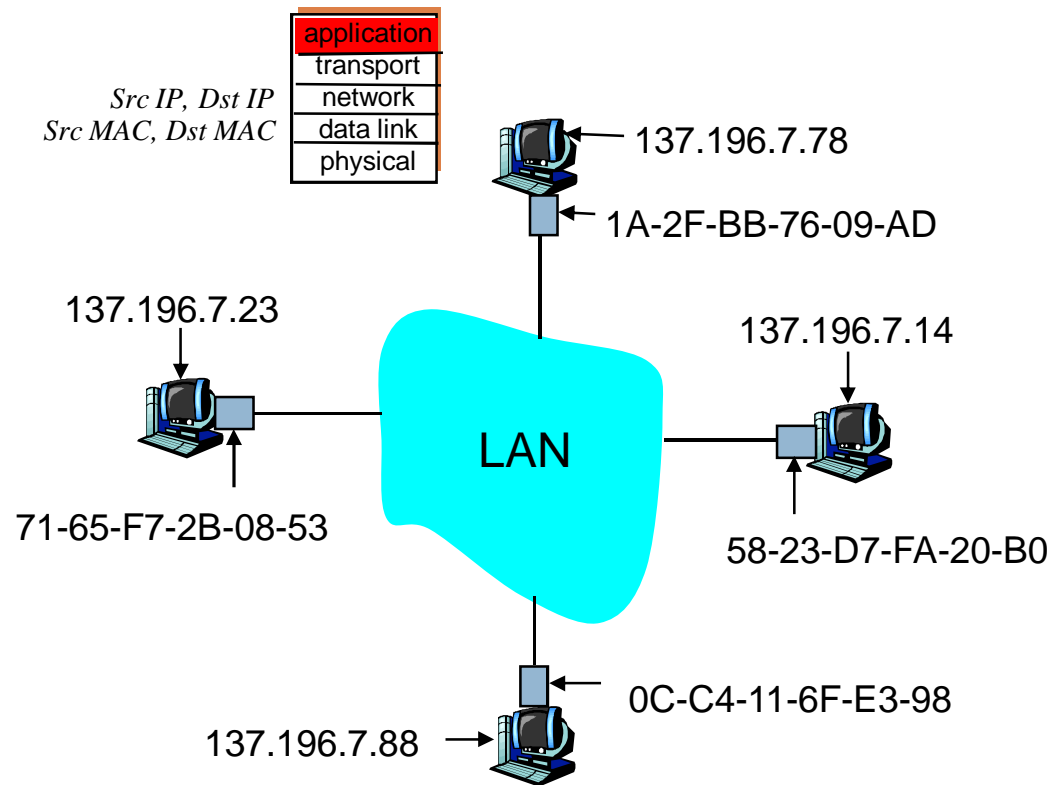 application
transport
Src IP, Dst IP network
Src MAC, Dst MAC data link
physical
137.196.7.78
1A-2F-BB-76-09-AD
137.196.7.23
137.196.7.14
LAN
71-65-F7-2B-08-53
58-23-D7-FA-20-B0
0C-C4-11-6F-E3-98
137.196.7.88